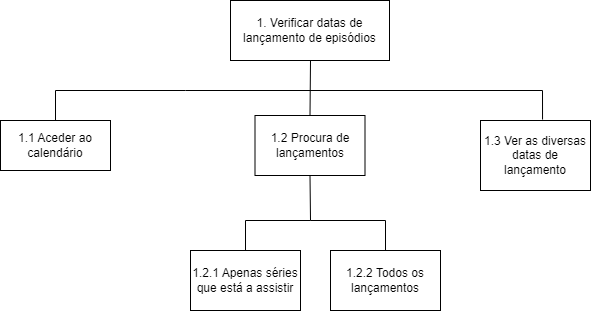 1. Verificar datas de
lançamento de episódios
1.1 Aceder ao
calendário
1.2 Procura de
lançamentos
1.3 Ver as diversas
datas de
lançamento
1.2.1 Apenas séries
que está a assistir
1.2.2 Todos os
lançamentos